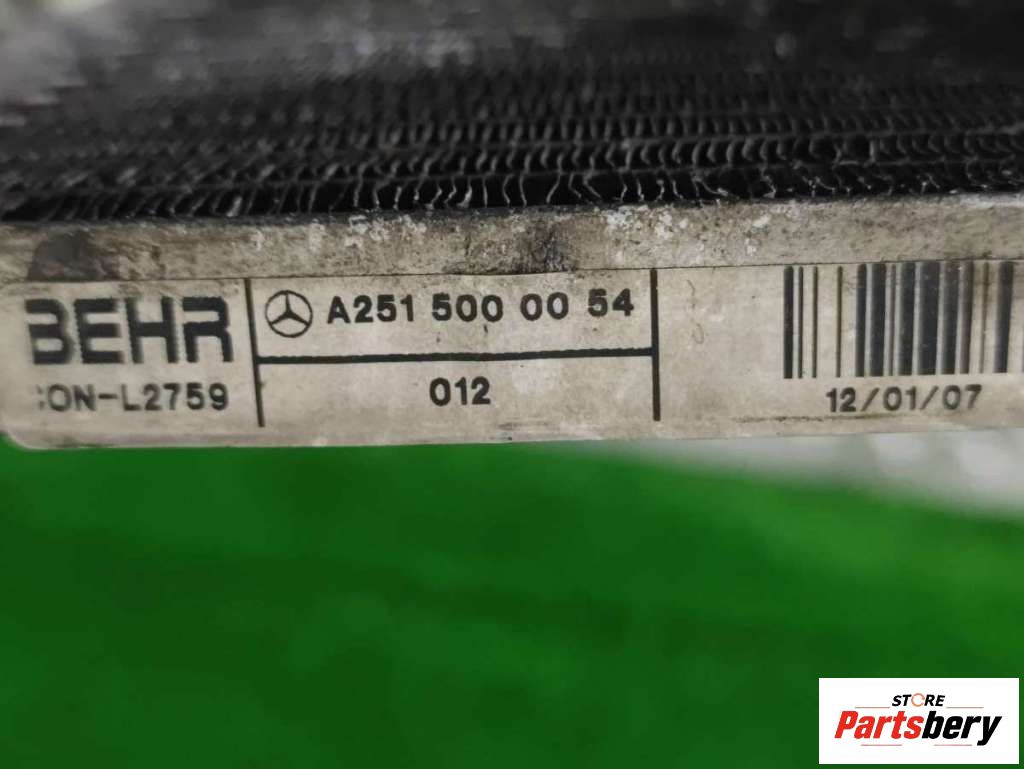 BEHR
A251 500 00 54
:ON-L2759
012
12/01/07
STORE
Partsbery